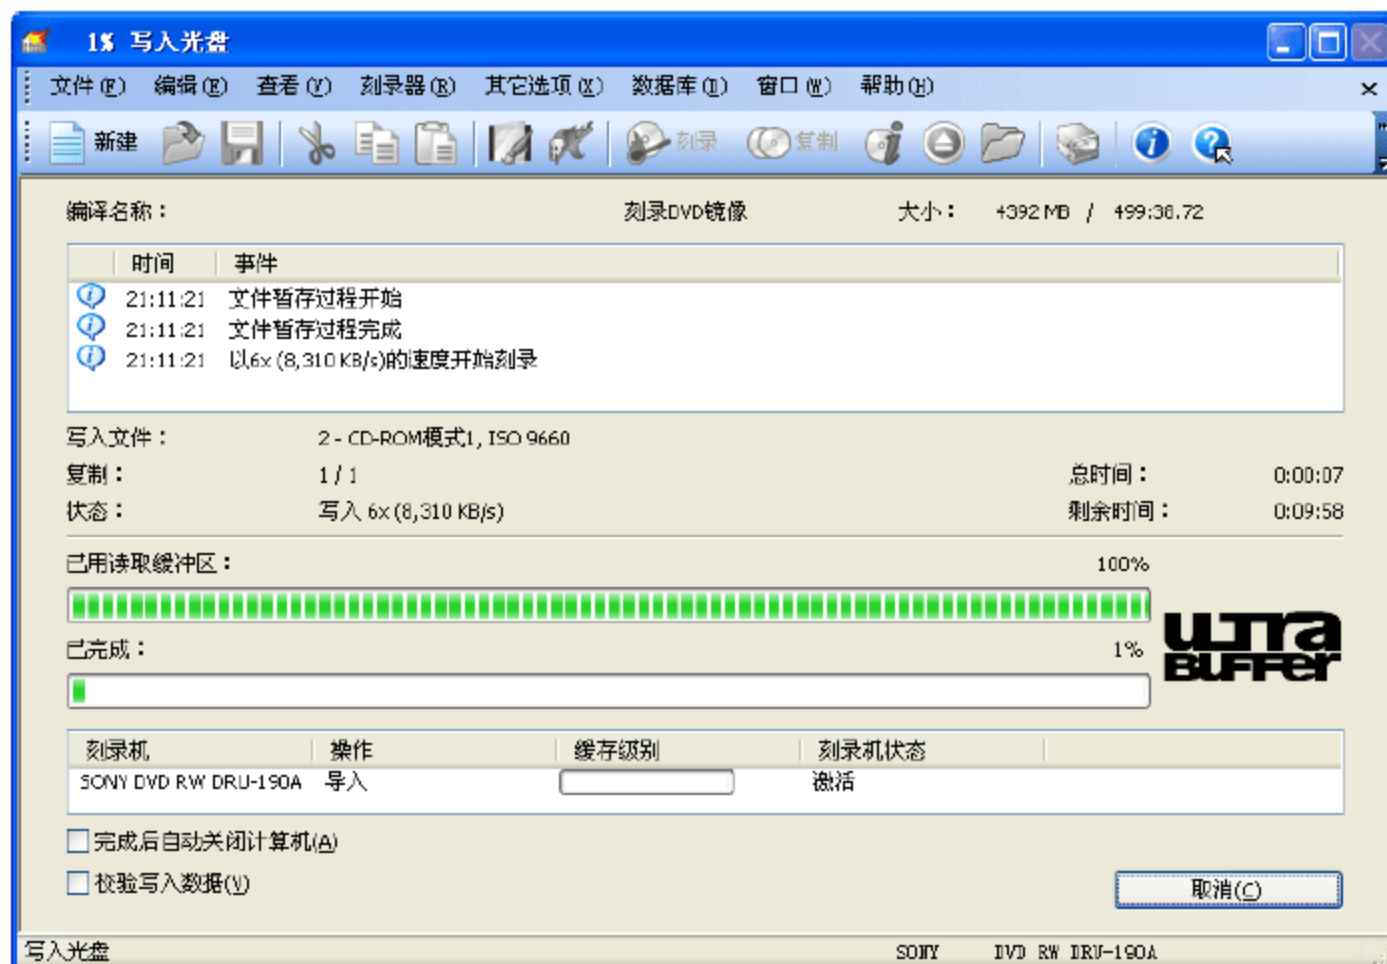 1% 写入光盘
文件(F) 编辑(E) 查看(V) 刻录器(R) 其它选项(X) 数据库(D) 窗口(W) 帮助(H)
新建 刻录 复制
编译名称： 刻录DVD镜像 大小： 4392 MB / 499:38.72
时间 事件
21:11:21 文件暂存过程开始
21:11:21 文件暂存过程完成
21:11:21 以6x (8,310 KB/s)的速度开始刻录
写入文件： 2 - CD-ROM模式1, ISO 9660
复制： 1 / 1 总时间： 0:00:07
状态： 写入 6x (8,310 KB/s) 剩余时间： 0:09:58
已用读取缓冲区： 100%
已完成： 1%
ULTRA BUFFER
刻录机 操作 缓存级别 刻录机状态
SONY DVD RW DRU-190A 导入 激活
完成后自动关闭计算机(A)
校验写入数据(V)
取消(C)
写入光盘 SONY DVD RW DRU-190A